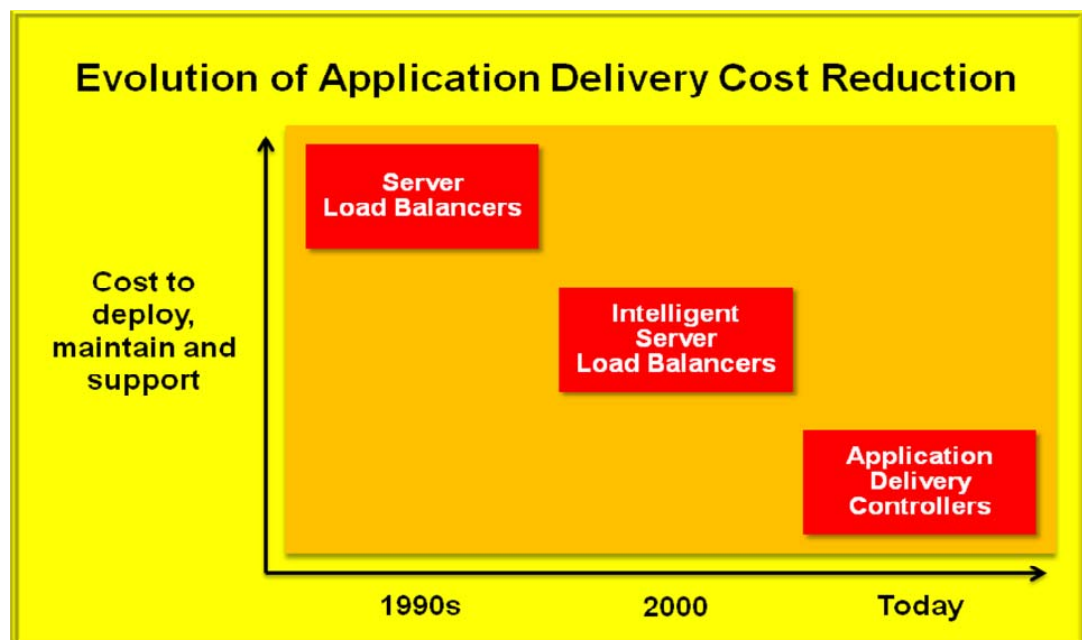 Evolution of Application Delivery Cost Reduction
Server
Load Balancers
Cost to
deploy,
maintain and
support
Intelligent
Server
Load Balancers
Application
Delivery
Controllers
1990s
2000
Today